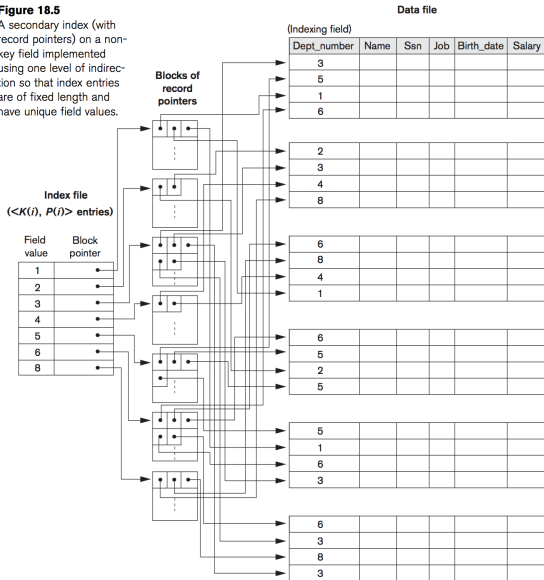 Figure 18.5
A secondary index (with
record pointers) on a non-
key field implemented
using one level of indirec-
tion so that index entries
are of fixed length and
have unique field values.
Data file
(Indexing field)
Dept_number Name Ssn Job Birth_date Salary
3
5
1
6
2
3
4
8
6
8
4
1
6
5
2
5
5
1
6
3
6
3
8
3
Blocks of
record
pointers
Index file
(<K(i), P(i)> entries)
Field
value
Block
pointer
1
2
3
4
5
6
8